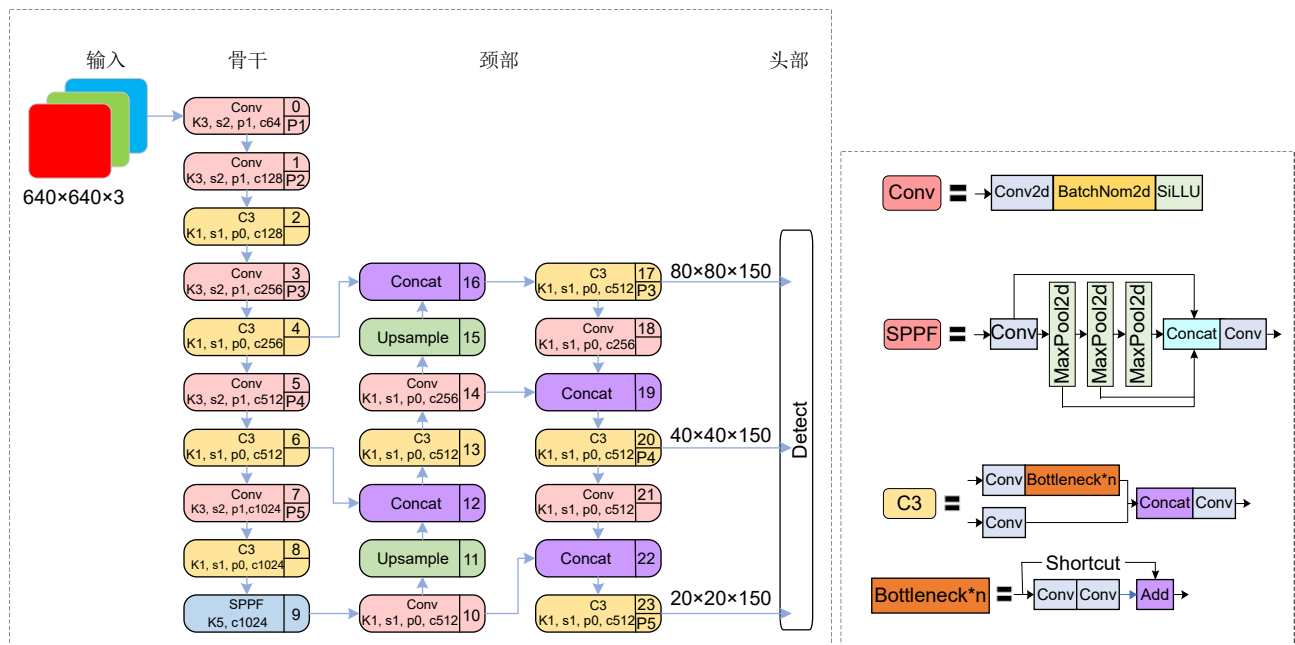 输入
骨干
颈部
头部
640×640×3
Conv
K3, s2, p1, c64
0
P1
Conv
K3, s2, p1, c128
1
P2
C3
K1, s1, p0, c128
2
Conv
K3, s2, p1, c256
3
P3
C3
K1, s1, p0, c256
4
Conv
K3, s2, p1, c512
5
P4
C3
K1, s1, p0, c512
6
Conv
K3, s2, p1,c1024
7
P5
C3
K1, s1, p0, c1024
8
SPPF
K5, c1024
9
Concat
16
Upsample
15
Conv
K1, s1, p0, c256
14
C3
K1, s1, p0, c512
13
Concat
12
Upsample
11
Conv
K1, s1, p0, c512
10
C3
K1, s1, p0, c512
17
P3
Conv
K1, s1, p0, c256
18
Concat
19
C3
K1, s1, p0, c512
20
P4
Conv
K1, s1, p0, c512
21
Concat
22
C3
K1, s1, p0, c512
23
P5
80×80×150
40×40×150
20×20×150
Detect
Conv = Conv2d BatchNom2d SiLLU
SPPF = Conv MaxPool2d MaxPool2d MaxPool2d Concat Conv
C3 = Conv Bottleneck*n
Conv
Concat Conv
Shortcut
Bottleneck*n = Conv Conv Add